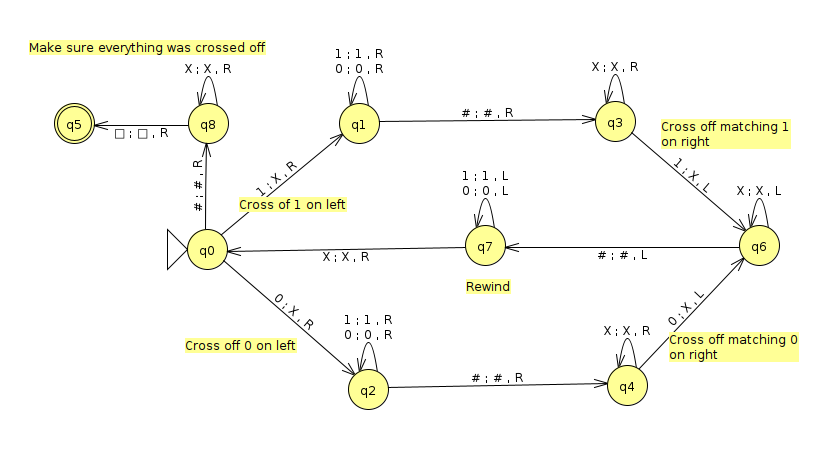 Make sure everything was crossed off
X ; X , R
1 ; 1 , R
0 ; 0 , R
X ; X , R
q5
□ ; □ , R
q8
q1
# ; # , R
q3
Cross off matching 1
on right
# ; # , R
1 ; X , R
Cross of 1 on left
1 ; 1 , L
0 ; 0 , L
1 ; X , L
X ; X , L
q0
X ; X , R
q7
# ; # , L
q6
Rewind
0 ; X , R
Cross off 0 on left
1 ; 1 , R
0 ; 0 , R
X ; X , R
0 ; X , L
Cross off matching 0
on right
q2
# ; # , R
q4